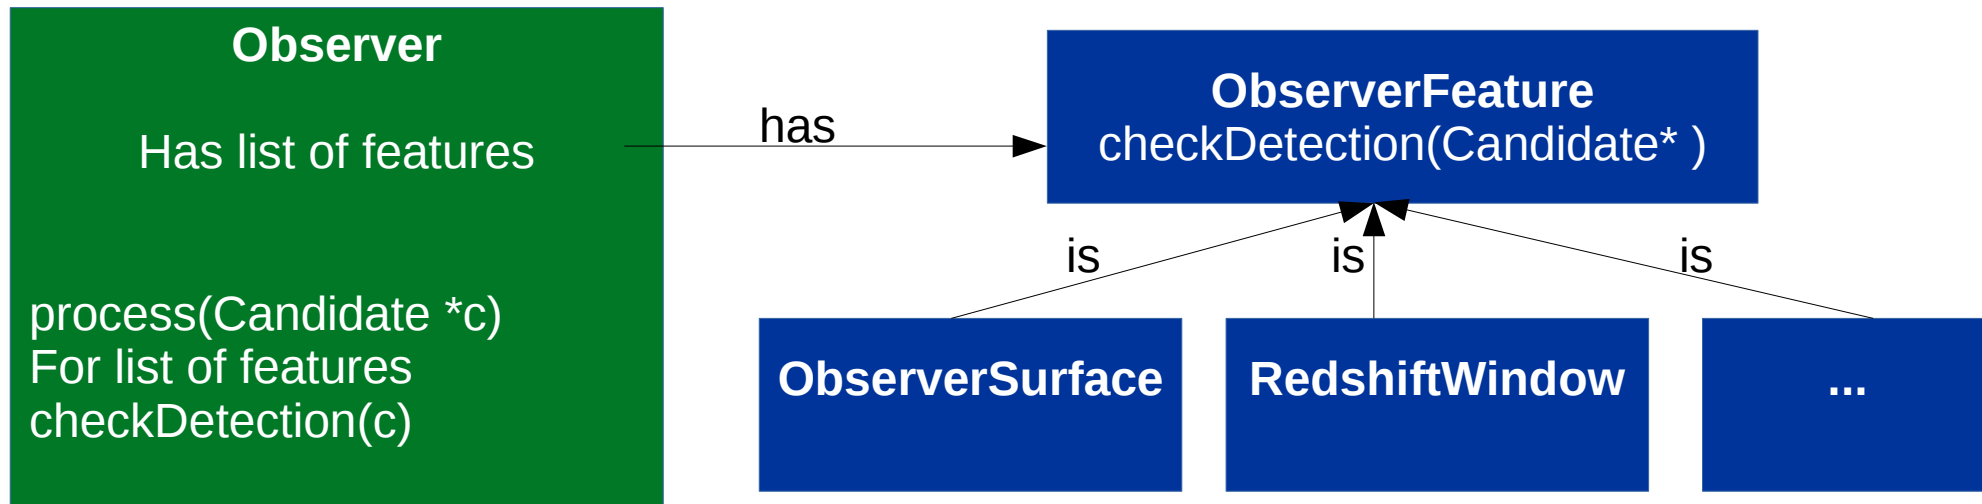 Observer
Has list of features
process(Candidate *c)
For list of features
checkDetection(c)
has
ObserverFeature
checkDetection(Candidate* )
is
is
is
ObserverSurface
RedshiftWindow
...